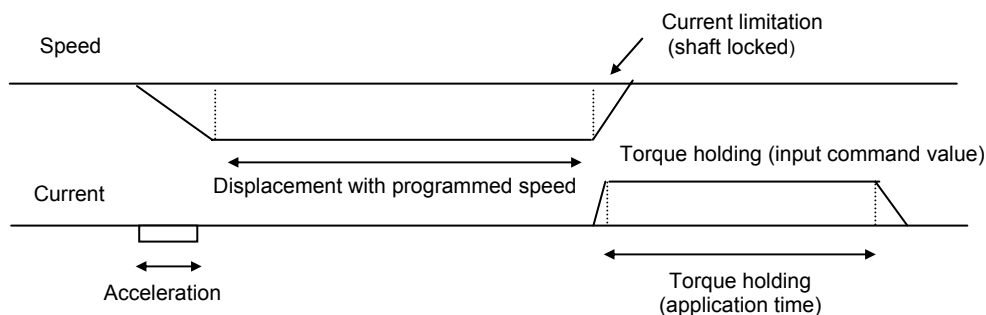 Current limitation
(shaft locked)
Speed
Torque holding (input command value)
Displacement with programmed speed
Current
Acceleration
Torque holding
(application time)